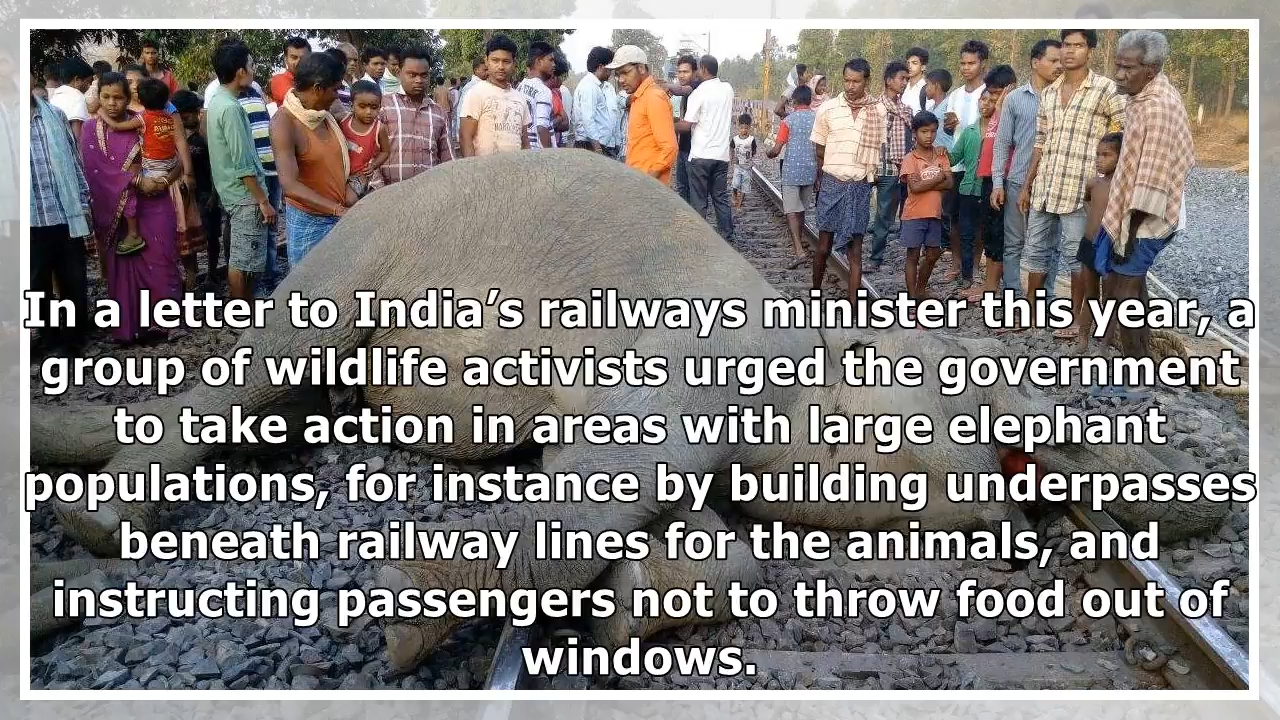 In a letter to India’s railways minister this year, a
group of wildlife activists urged the government
to take action in areas with large elephant
populations, for instance by building underpasses
beneath railway lines for the animals, and
instructing passengers not to throw food out of
windows.